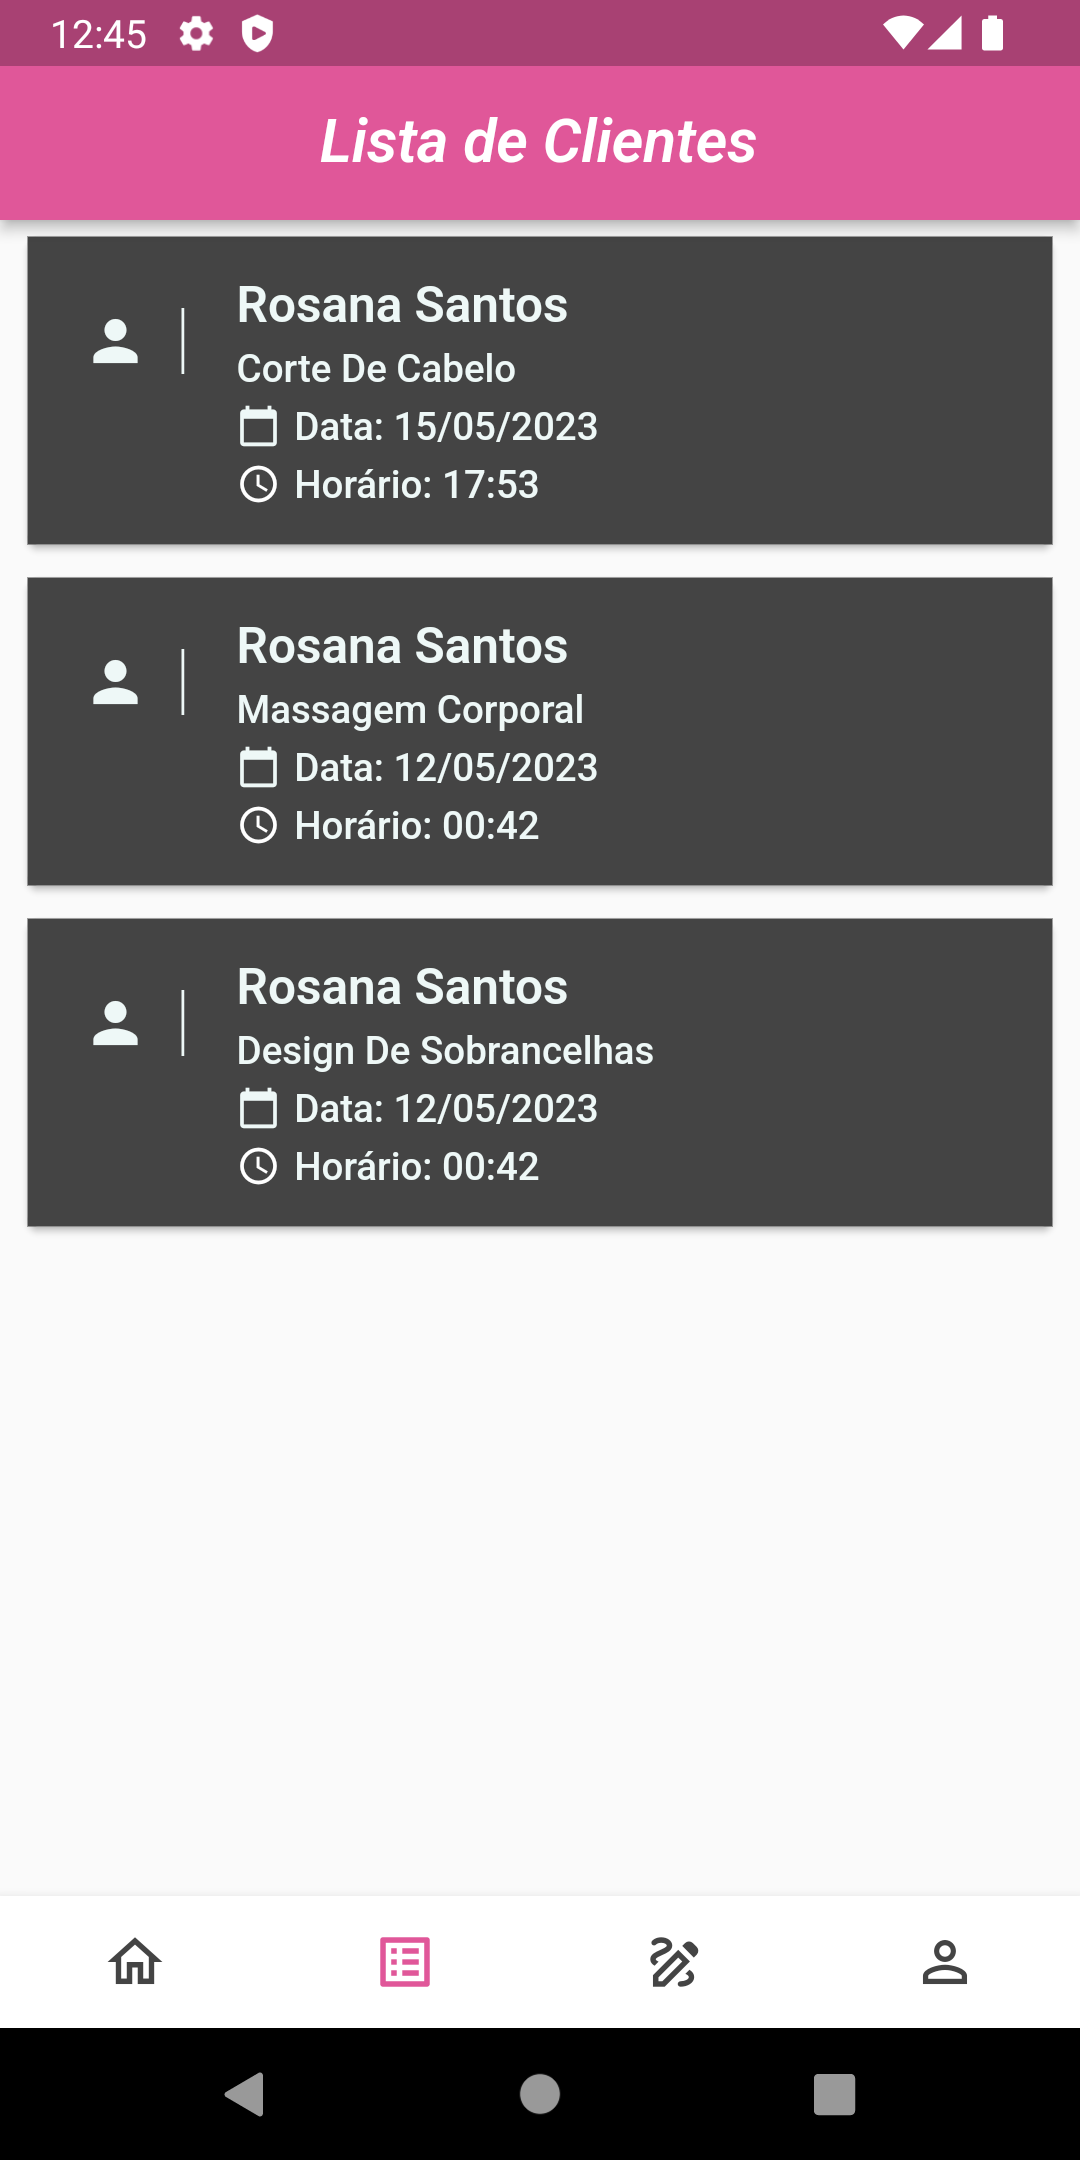 12:45
Lista de Clientes
Rosana Santos
Corte De Cabelo
Data: 15/05/2023
Horário: 17:53
Rosana Santos
Massagem Corporal
Data: 12/05/2023
Horário: 00:42
Rosana Santos
Design De Sobrancelhas
Data: 12/05/2023
Horário: 00:42